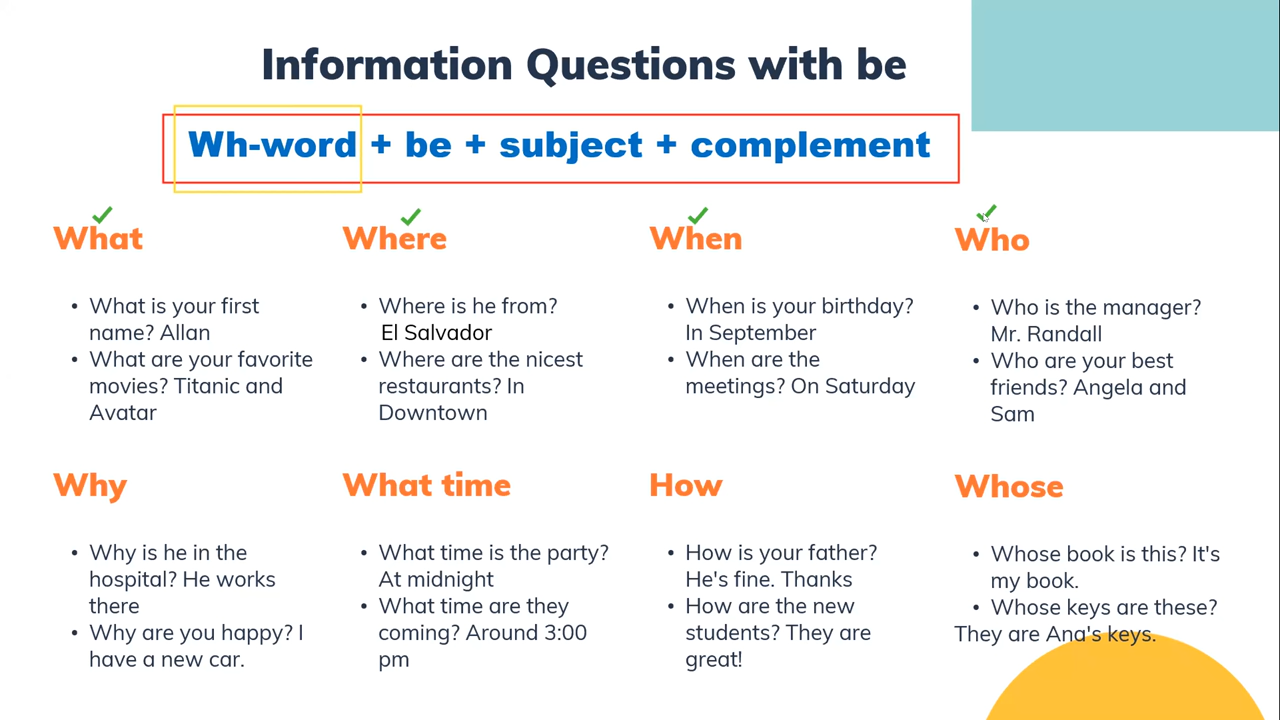 Information Questions with be
Wh-word + be + subject + complement
What
• What is your first
name? Allan
• What are your favorite
movies? Titanic and
Avatar
Where
• Where is he from?
El Salvador
• Where are the nicest
restaurants? In
Downtown
When
• When is your birthday?
In September
• When are the
meetings? On Saturday
Who
• Who is the manager?
Mr. Randall
• Who are your best
friends? Angela and
Sam
Why
• Why is he in the
hospital? He works
there
• Why are you happy? I
have a new car.
What time
• What time is the party?
At midnight
• What time are they
coming? Around 3:00
pm
How
• How is your father?
He's fine. Thanks
• How are the new
students? They are
great!
Whose
• Whose book is this? It's
my book.
• Whose keys are these?
They are Ana's keys.